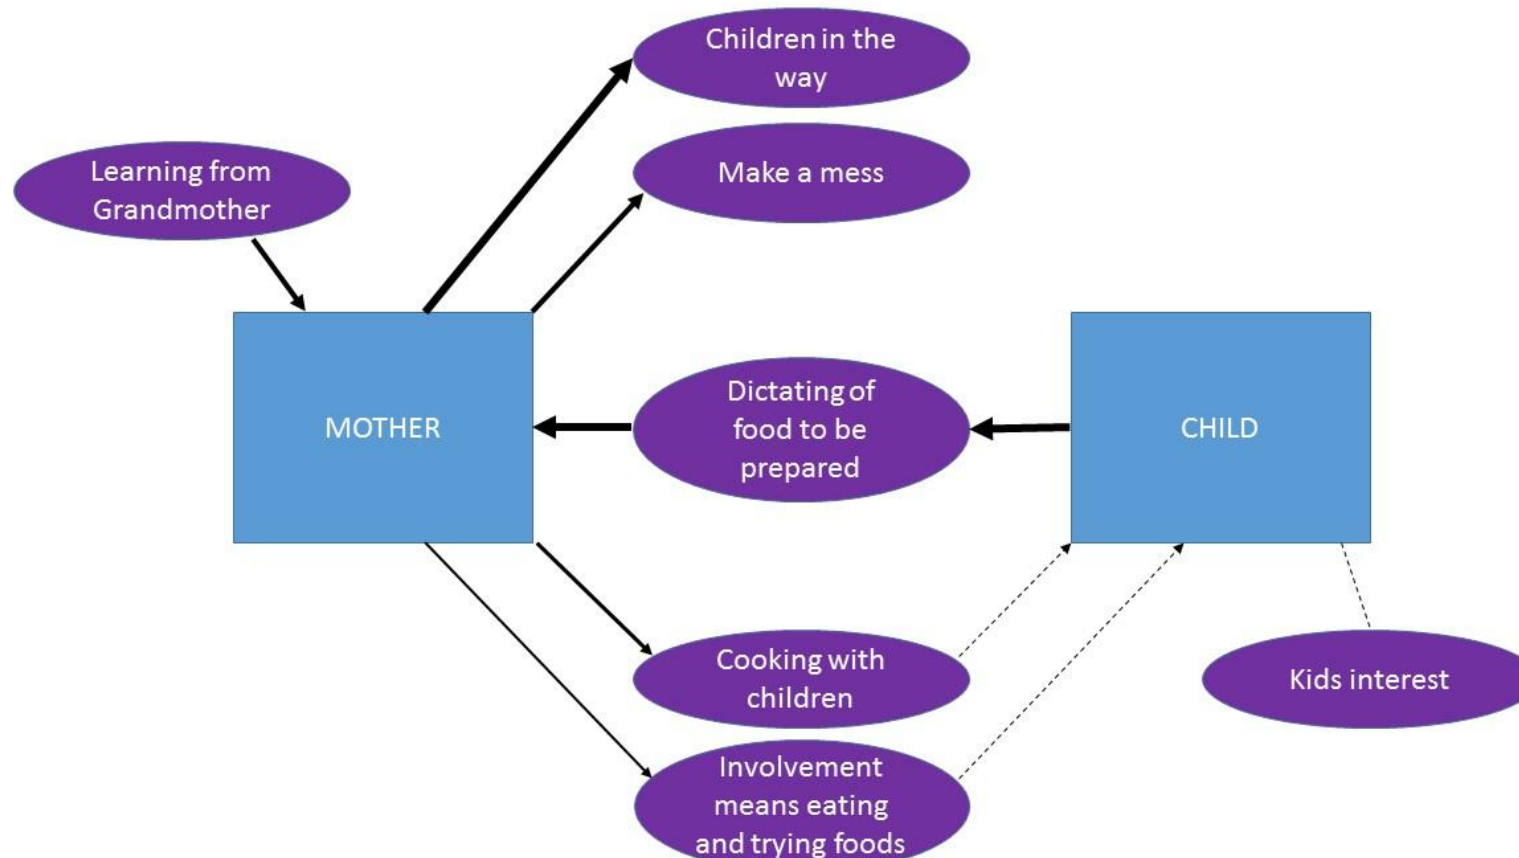 Children in the
way
Make a mess
Learning from
Grandmother
MOTHER
Dictating of
food to be
prepared
CHILD
Cooking with
children
Kids interest
Involvement
means eating
and trying foods